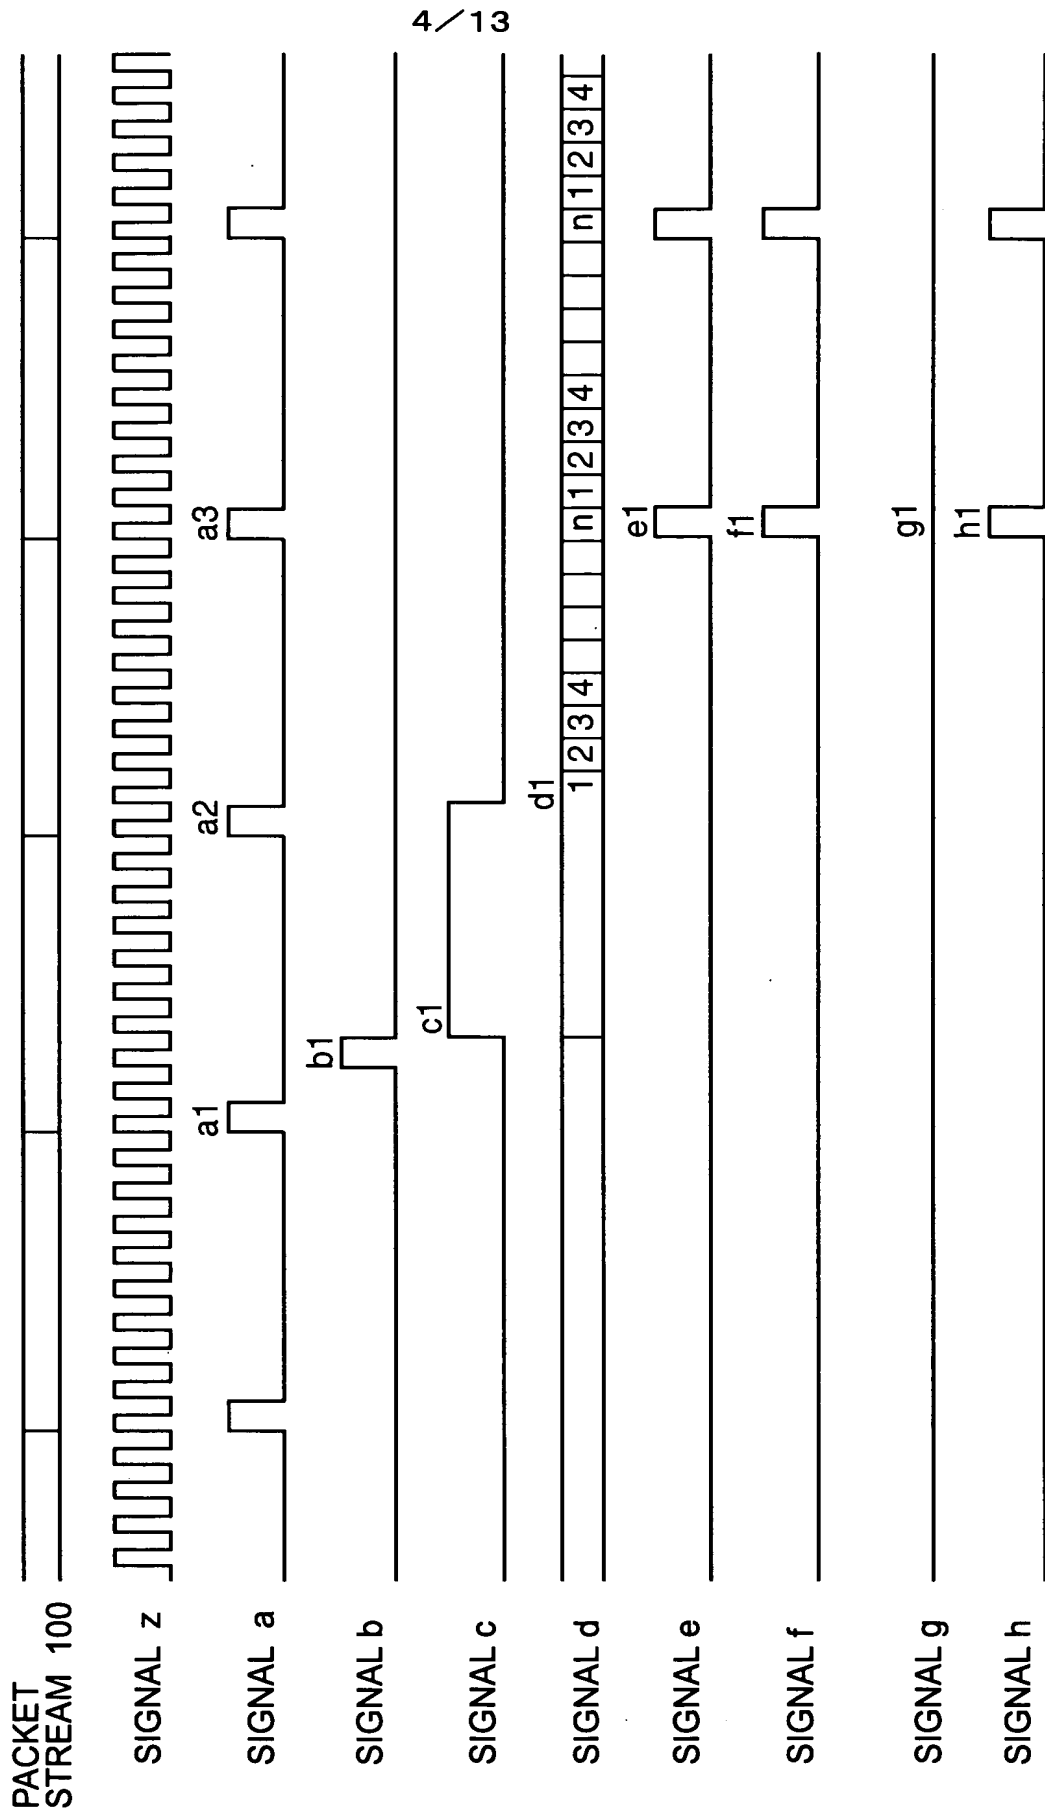 4/13
PACKET
STREAM 100
SIGNAL z
SIGNAL a
a1
a2
a3
SIGNAL b
b1
SIGNAL c
c1
SIGNAL d
d1
1 2 3 4 n 1 2 3 4 n 1 2 3 4
SIGNAL e
e1
SIGNAL f
f1
SIGNAL g
g1
SIGNAL h
h1